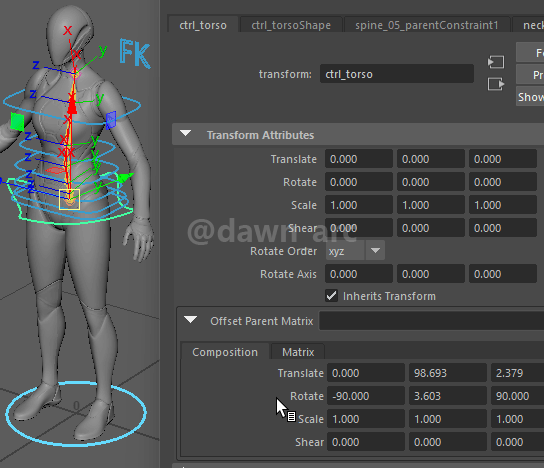 ctrl_torso ctrl_torsoShape spine_05_parentConstraint1 neck
FK
transform: ctrl_torso
Fo
Pr
Show
Transform Attributes
Translate 0.000 0.000 0.000
Rotate 0.000 0.000 0.000
Scale 1.000 1.000 1.000
Shear 0.000 0.000 0.000
@dawn-arc
Rotate Order xyz
Rotate Axis 0.000 0.000 0.000
Inherits Transform
Offset Parent Matrix
Composition Matrix
Translate 0.000 98.693 2.379
Rotate -90.000 3.603 90.000
Scale 1.000 1.000 1.000
Shear 0.000 0.000 0.000